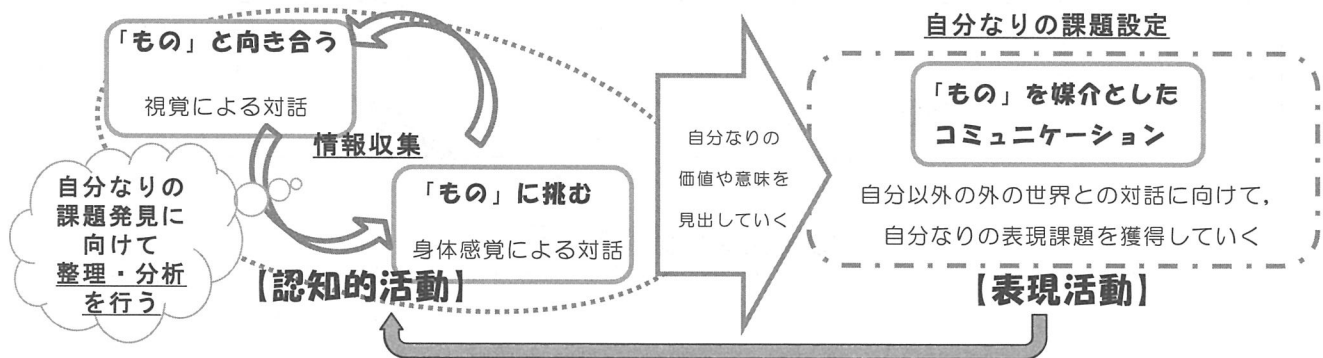 「もの」と向き合う
視覚による対話
情報収集
「もの」に挑む
身体感覚による対話
自分なりの
課題発見に
向けて
整理・分析
を行う
【認知的活動】
自分なりの
価値や意味を
見出していく
自分なりの課題設定
「もの」を媒介とした
コミュニケーション
自分以外の外の世界との対話に向けて，
自分なりの表現課題を獲得していく
【表現活動】